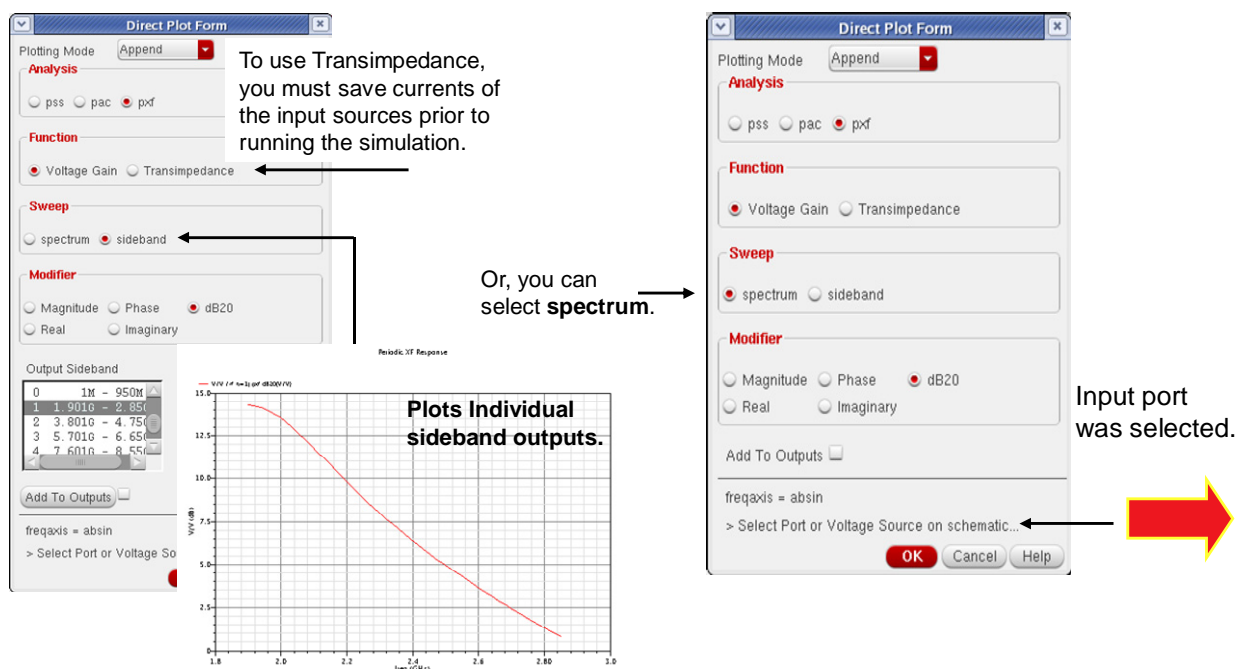 Direct Plot Form
Plotting Mode Append
Analysis
pss pac pxf
Function
Voltage Gain Transimpedance
Sweep
spectrum sideband
Modifier
Magnitude Phase dB20
Real Imaginary
Output Sideband
0 1M - 950M
1 1.901G - 2.85G
2 3.801G - 4.75G
3 5.701G - 6.65G
4 7.601G - 8.55G
Add To Outputs
freqaxis = absin
> Select Port or Voltage So
To use Transimpedance,
you must save currents of
the input sources prior to
running the simulation.
Periodic XF Response
Plots Individual
sideband outputs.
15.0
12.5
10.0
7.5
5.0
2.5
0
V/V (dB)
1.8 2.0 2.2 2.4 2.6 2.80 3.0
Or, you can
select spectrum.
Direct Plot Form
Plotting Mode Append
Analysis
pss pac pxf
Function
Voltage Gain Transimpedance
Sweep
spectrum sideband
Modifier
Magnitude Phase dB20
Real Imaginary
Add To Outputs
freqaxis = absin
> Select Port or Voltage Source on schematic...
OK Cancel Help
Input port
was selected.